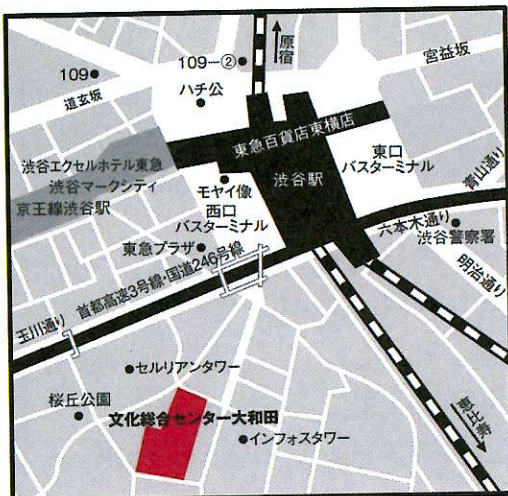 原宿
宮益坂
109-②
109
道玄坂
ハチ公
東急百貨店東横店
渋谷エクセルホテル東急
渋谷マークシティ
京王線渋谷駅
モヤイ像
西口
バスターミナル
渋谷駅
東口
バスターミナル
青山通り
六本木通り
渋谷警察署
明治通り
東急プラザ
首都高速3号線・国道246号線
玉川通り
セルリアンタワー
桜丘公園
文化総合センター大和田
インフォスタワー
恵比寿